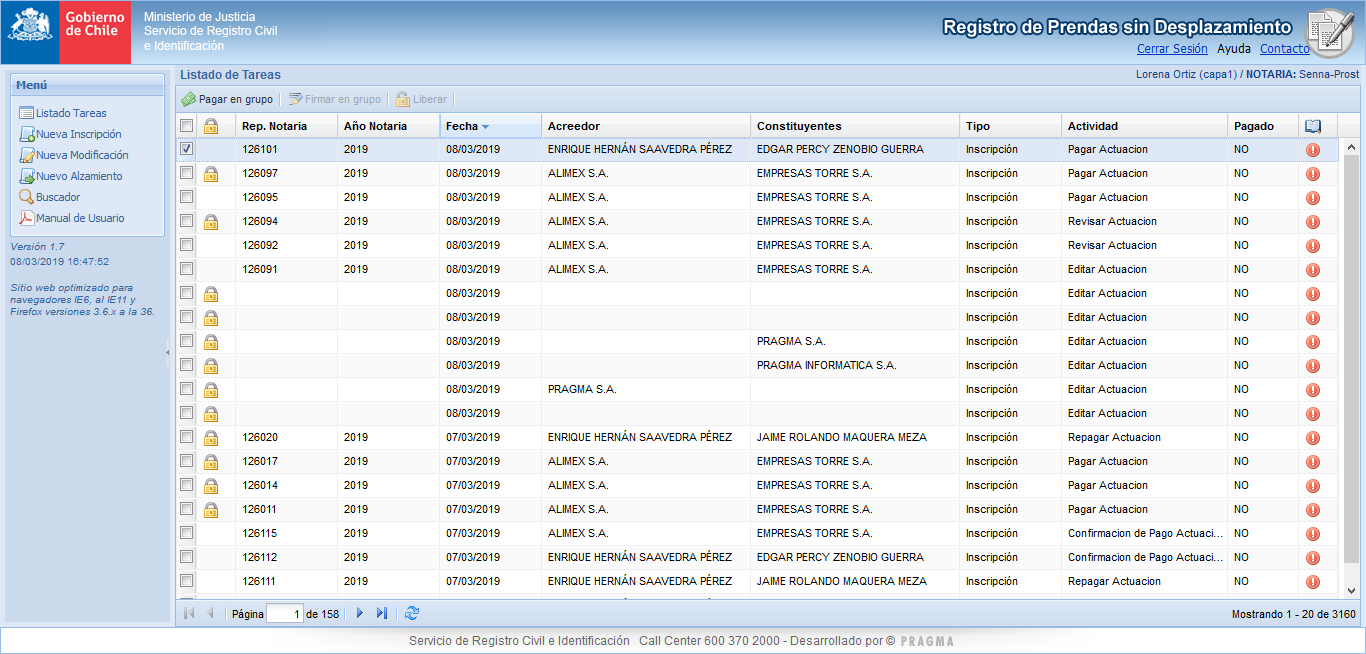 Gobierno
de Chile
Ministerio de Justicia
Servicio de Registro Civil
e Identificación
Registro de Prendas sin Desplazamiento
Cerrar Sesión Ayuda Contacto
Menú
Listado Tareas
Nueva Inscripción
Nueva Modificación
Nuevo Alzamiento
Buscador
Manual de Usuario
Versión 1.7
08/03/2019 16:47:52
Sitio web optimizado para
navegadores IE6, al IE11 y
Firefox versiones 3.6.x a la 36.
Listado de Tareas
Lorena Ortiz (capa1) / NOTARIA: Senna-Prost
Pagar en grupo Firmar en grupo Liberar
Rep. Notaria Año Notaria Fecha Acreedor Constituyentes Tipo Actividad Pagado
126101 2019 08/03/2019 ENRIQUE HERNÁN SAAVEDRA PÉREZ EDGAR PERCY ZENOBIO GUERRA Inscripción Pagar Actuacion NO
126097 2019 08/03/2019 ALIMEX S.A. EMPRESAS TORRE S.A. Inscripción Pagar Actuacion NO
126095 2019 08/03/2019 ALIMEX S.A. EMPRESAS TORRE S.A. Inscripción Pagar Actuacion NO
126094 2019 08/03/2019 ALIMEX S.A. EMPRESAS TORRE S.A. Inscripción Revisar Actuacion NO
126092 2019 08/03/2019 ALIMEX S.A. EMPRESAS TORRE S.A. Inscripción Revisar Actuacion NO
126091 2019 08/03/2019 ALIMEX S.A. EMPRESAS TORRE S.A. Inscripción Editar Actuacion NO
08/03/2019 Inscripción Editar Actuacion NO
08/03/2019 Inscripción Editar Actuacion NO
08/03/2019 PRAGMA S.A. Inscripción Editar Actuacion NO
08/03/2019 PRAGMA INFORMATICA S.A. Inscripción Editar Actuacion NO
08/03/2019 PRAGMA S.A. Inscripción Editar Actuacion NO
08/03/2019 Inscripción Editar Actuacion NO
126020 2019 07/03/2019 ENRIQUE HERNÁN SAAVEDRA PÉREZ JAIME ROLANDO MAQUERA MEZA Inscripción Repagar Actuacion NO
126017 2019 07/03/2019 ALIMEX S.A. EMPRESAS TORRE S.A. Inscripción Pagar Actuacion NO
126014 2019 07/03/2019 ALIMEX S.A. EMPRESAS TORRE S.A. Inscripción Pagar Actuacion NO
126011 2019 07/03/2019 ALIMEX S.A. EMPRESAS TORRE S.A. Inscripción Pagar Actuacion NO
126115 2019 07/03/2019 ALIMEX S.A. EMPRESAS TORRE S.A. Inscripción Confirmacion de Pago Actuaci... NO
126112 2019 07/03/2019 ENRIQUE HERNÁN SAAVEDRA PÉREZ EDGAR PERCY ZENOBIO GUERRA Inscripción Confirmacion de Pago Actuaci... NO
126111 2019 07/03/2019 ENRIQUE HERNÁN SAAVEDRA PÉREZ JAIME ROLANDO MAQUERA MEZA Inscripción Repagar Actuacion NO
Página 1 de 158 Mostrando 1 - 20 de 3160
Servicio de Registro Civil e Identificación Call Center 600 370 2000 - Desarrollado por © PRAGMA